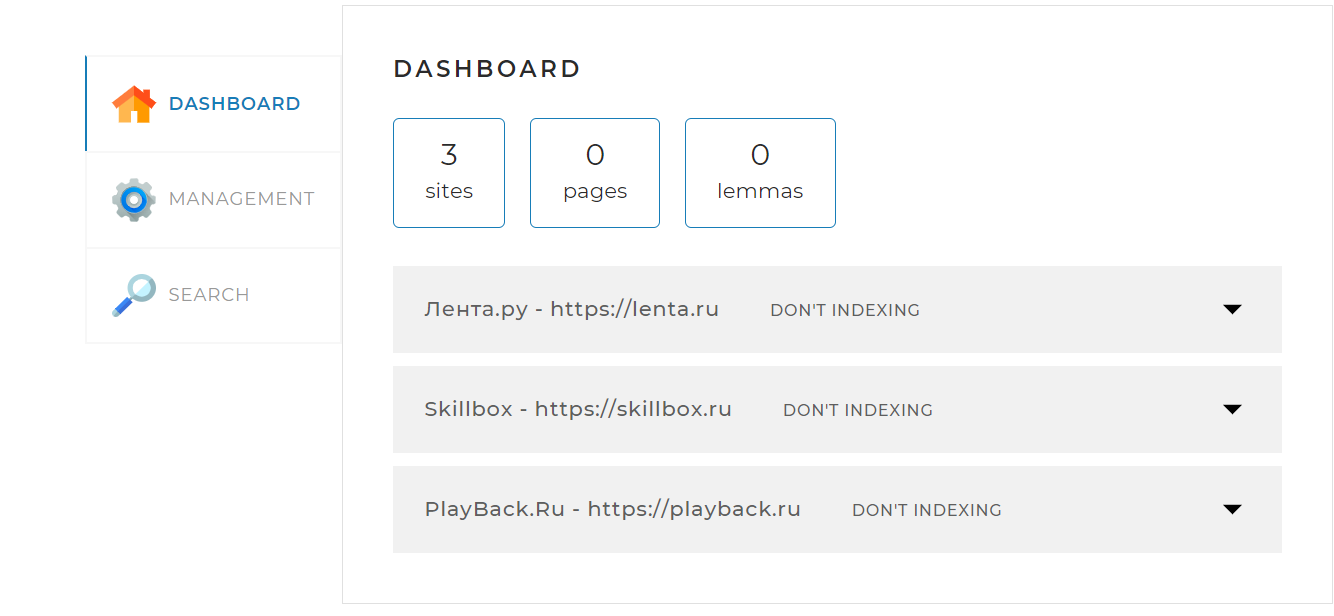 DASHBOARD
MANAGEMENT
SEARCH
DASHBOARD
3 0 0
sites pages lemmas
Лента.ру - https://lenta.ru DON'T INDEXING
Skillbox - https://skillbox.ru DON'T INDEXING
PlayBack.Ru - https://playback.ru DON'T INDEXING